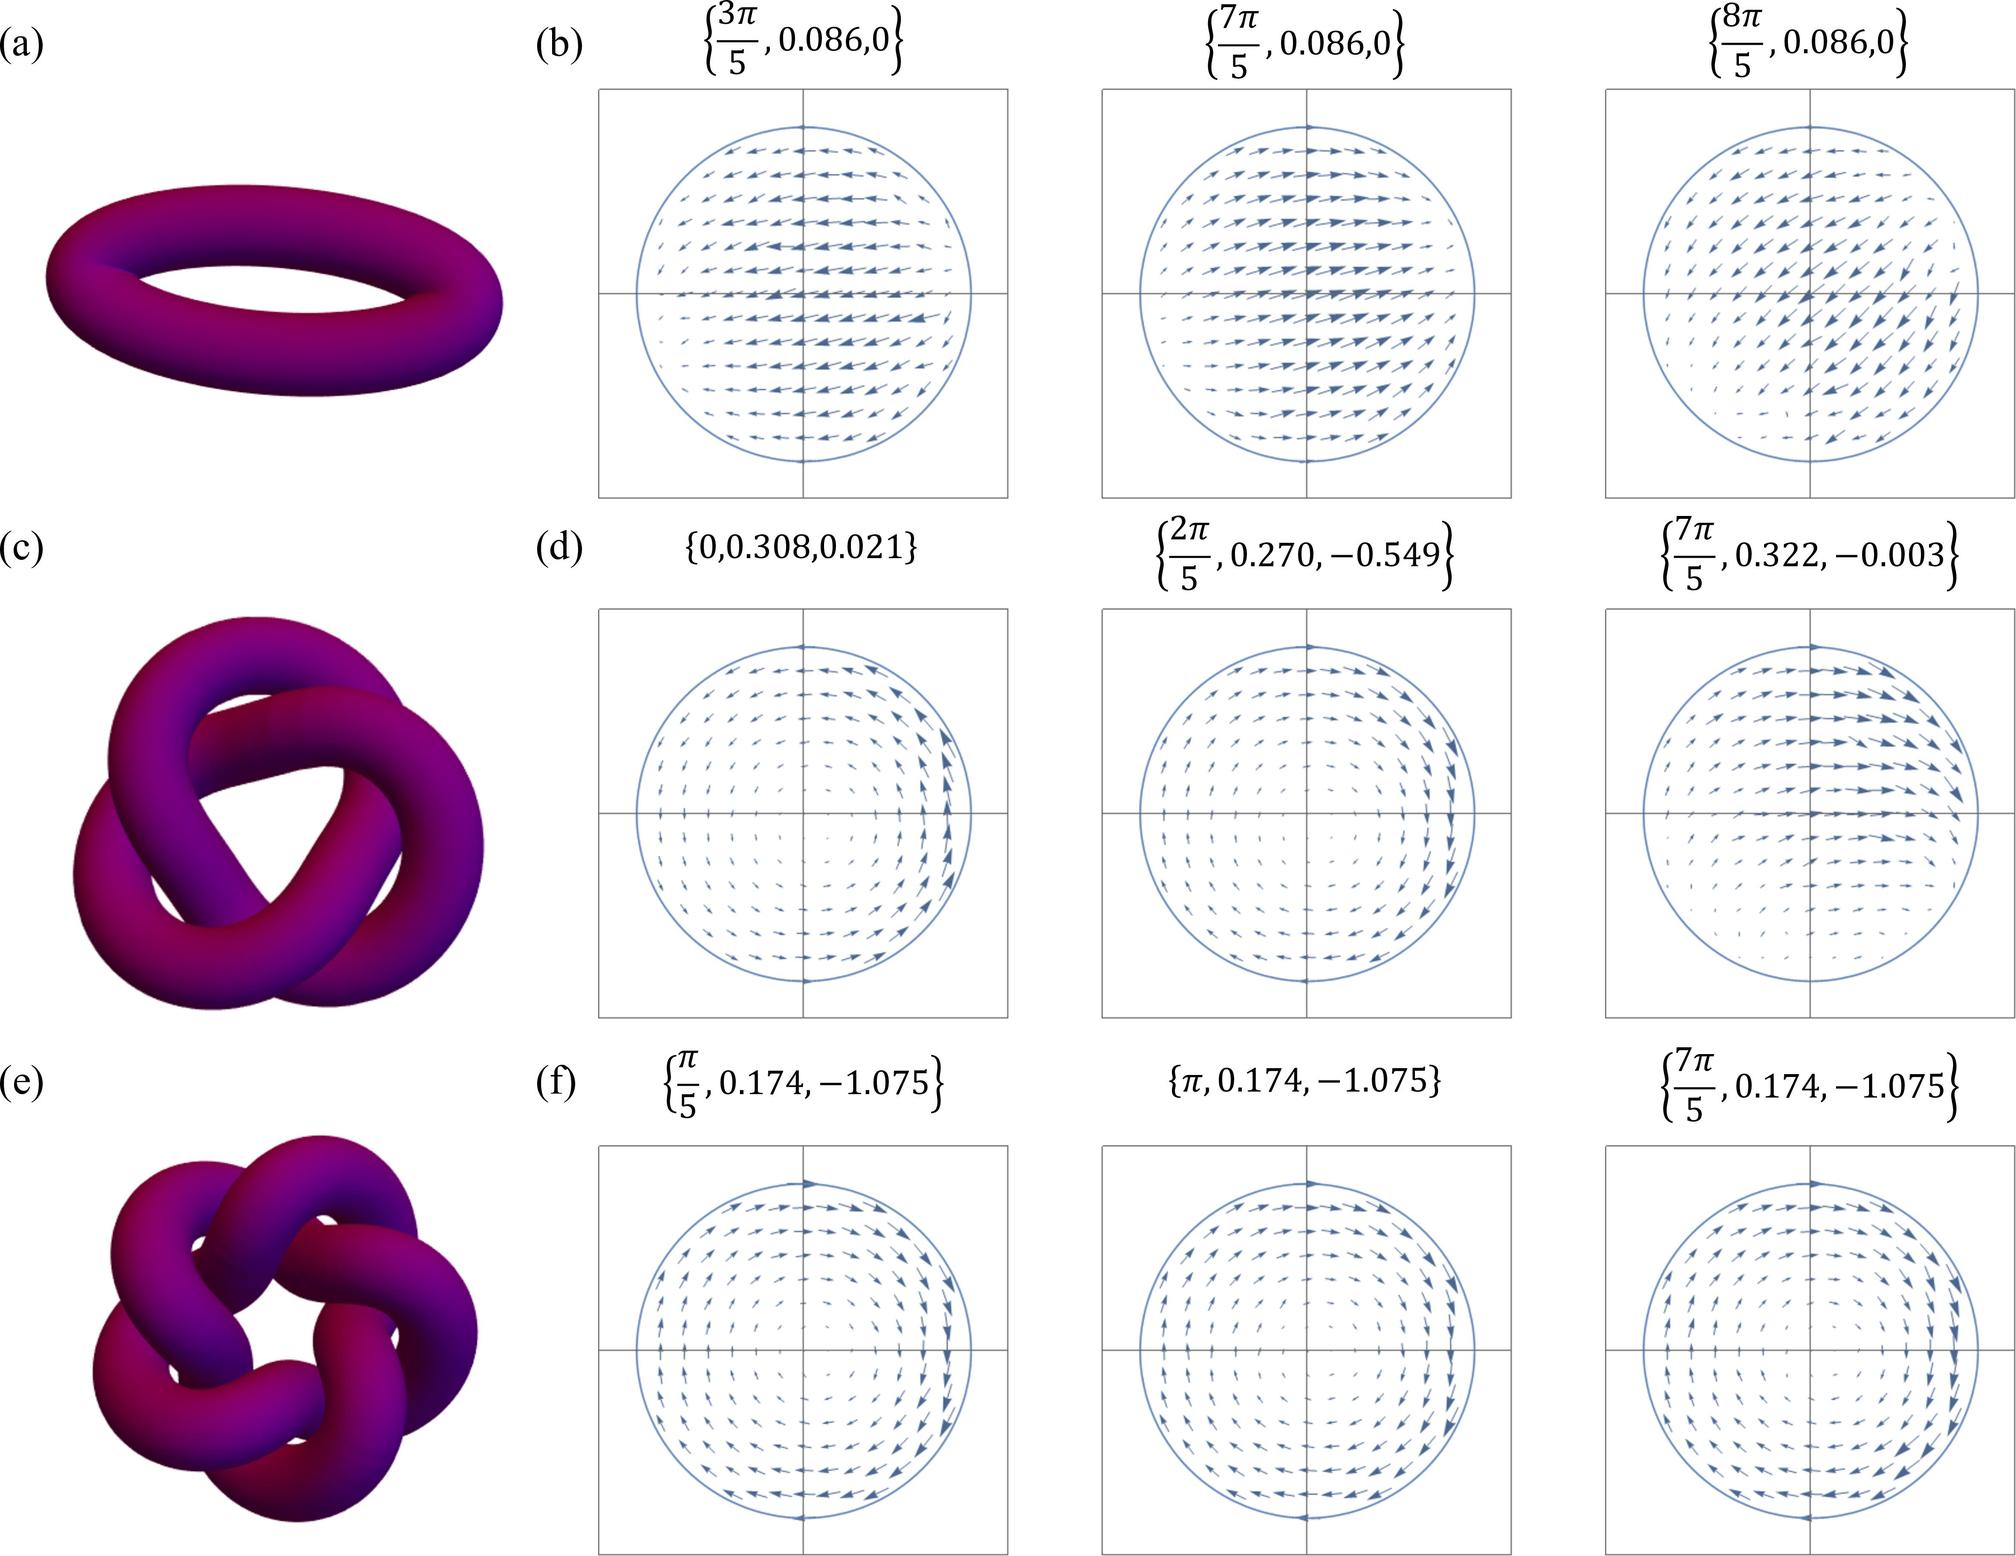 (a)
(b)
{3π/5, 0.086,0}
{7π/5, 0.086,0}
{8π/5, 0.086,0}
(c)
(d)
{0,0.308,0.021}
{2π/5, 0.270, −0.549}
{7π/5, 0.322, −0.003}
(e)
(f)
{π/5, 0.174, −1.075}
{π, 0.174, −1.075}
{7π/5, 0.174, −1.075}